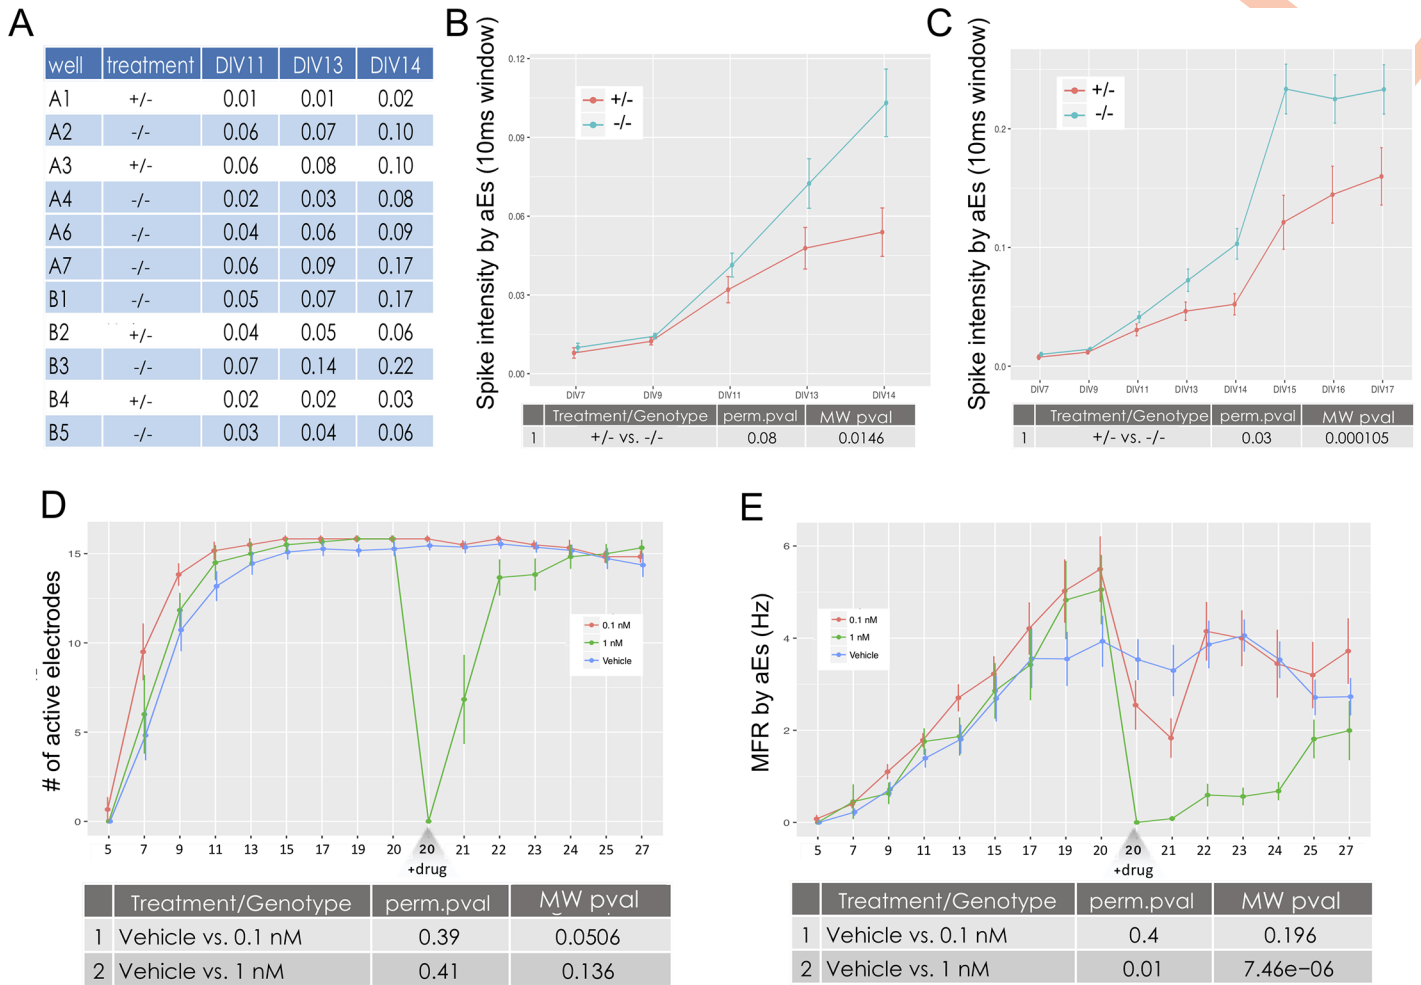 A
well treatment DIV11 DIV13 DIV14
A1 +/- 0.01 0.01 0.02
A2 -/- 0.06 0.07 0.10
A3 +/- 0.06 0.08 0.10
A4 -/- 0.02 0.03 0.08
A6 -/- 0.04 0.06 0.09
A7 -/- 0.06 0.09 0.17
B1 -/- 0.05 0.07 0.17
B2 +/- 0.04 0.05 0.06
B3 -/- 0.07 0.14 0.22
B4 +/- 0.02 0.02 0.03
B5 -/- 0.03 0.04 0.06
B
Spike intensity by aEs (10ms window)
0.12
0.09
0.06
0.03
0.00
+/-
-/-
DIV7 DIV9 DIV11 DIV13 DIV14
Treatment/Genotype perm.pval MW pval
1 +/- vs. -/- 0.08 0.0146
C
Spike intensity by aEs (10ms window)
0.2
0.1
0.0
+/-
-/-
DIV7 DIV9 DIV11 DIV13 DIV14 DIV15 DIV16 DIV17
Treatment/Genotype perm.pval MW pval
1 +/- vs. -/- 0.03 0.000105
D
# of active electrodes
15
10
5
0
0.1 nM
1 nM
Vehicle
5 7 9 11 13 15 17 19 20 20 21 22 23 24 25 27
+drug
Treatment/Genotype perm.pval MW pval
1 Vehicle vs. 0.1 nM 0.39 0.0506
2 Vehicle vs. 1 nM 0.41 0.136
E
MFR by aEs (Hz)
6
4
2
0
0.1 nM
1 nM
Vehicle
5 7 9 11 13 15 17 19 20 20 21 22 23 24 25 27
+drug
Treatment/Genotype perm.pval MW pval
1 Vehicle vs. 0.1 nM 0.4 0.196
2 Vehicle vs. 1 nM 0.01 7.46e−06